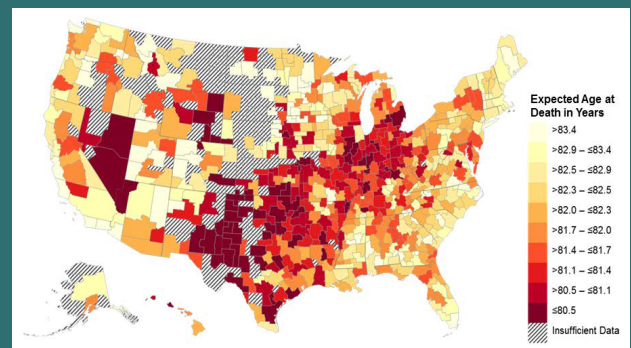 Expected Age at
Death in Years
>83.4
>82.9 – ≤83.4
>82.5 – ≤82.9
>82.3 – ≤82.5
>82.0 – ≤82.3
>81.7 – ≤82.0
>81.4 – ≤81.7
>81.1 – ≤81.4
>80.5 – ≤81.1
≤80.5
Insufficient Data